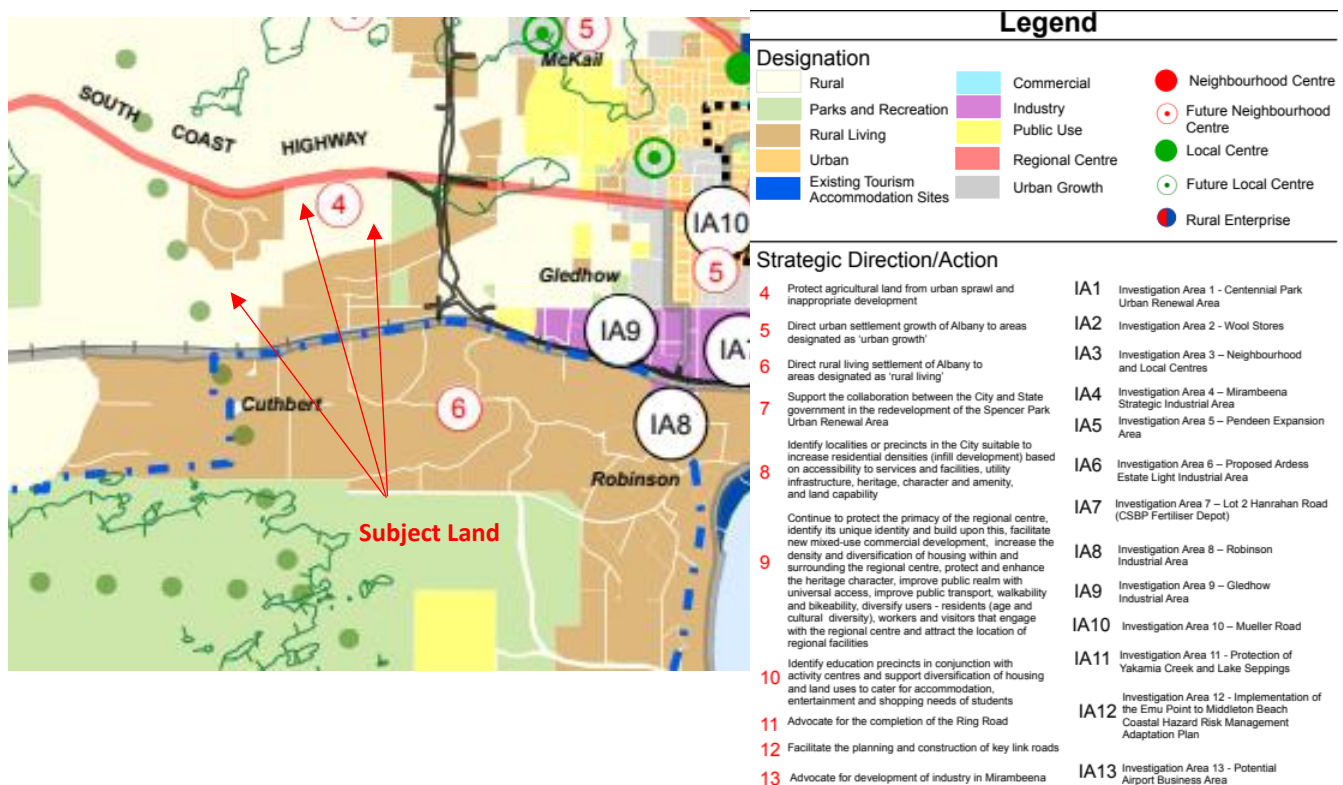 5
McKail
SOUTH
COAST
HIGHWAY
4
IA10
5
Gledhow
IA9
Cuthbert
6
IA8
Robinson
Subject Land
Legend
Designation
Rural
Parks and Recreation
Rural Living
Urban
Existing Tourism
Accommodation Sites
Commercial
Industry
Public Use
Regional Centre
Urban Growth
Neighbourhood Centre
Future Neighbourhood
Centre
Local Centre
Future Local Centre
Rural Enterprise
Strategic Direction/Action
4 Protect agricultural land from urban sprawl and
inappropriate development
5 Direct urban settlement growth of Albany to areas
designated as ‘urban growth’
6 Direct rural living settlement of Albany to
areas designated as ‘rural living’
7 Support the collaboration between the City and State
government in the redevelopment of the Spencer Park
Urban Renewal Area
8 Identify localities or precincts in the City suitable to
increase residential densities (infill development) based
on accessibility to services and facilities, utility
infrastructure, heritage, character and amenity,
and land capability
9 Continue to protect the primacy of the regional centre,
identify its unique identity and build upon this, facilitate
new mixed-use commercial development, increase the
density and diversification of housing within and
surrounding the regional centre, protect and enhance
the heritage character, improve public realm with
universal access, improve public transport, walkability
and bikeability, diversify users - residents (age and
cultural diversity), workers and visitors that engage
with the regional centre and attract the location of
regional facilities
10 Identify education precincts in conjunction with
activity centres and support diversification of housing
and land uses to cater for accommodation,
entertainment and shopping needs of students
11 Advocate for the completion of the Ring Road
12 Facilitate the planning and construction of key link roads
13 Advocate for development of industry in Mirambeena
IA1 Investigation Area 1 - Centennial Park
Urban Renewal Area
IA2 Investigation Area 2 - Wool Stores
IA3 Investigation Area 3 – Neighbourhood
and Local Centres
IA4 Investigation Area 4 – Mirambeena
Strategic Industrial Area
IA5 Investigation Area 5 – Pendeen Expansion
Area
IA6 Investigation Area 6 – Proposed Ardess
Estate Light Industrial Area
IA7 Investigation Area 7 – Lot 2 Hanrahan Road
(CSBP Fertiliser Depot)
IA8 Investigation Area 8 – Robinson
Industrial Area
IA9 Investigation Area 9 – Gledhow
Industrial Area
IA10 Investigation Area 10 – Mueller Road
IA11 Investigation Area 11 - Protection of
Yakamia Creek and Lake Seppings
IA12 Investigation Area 12 - Implementation of
the Emu Point to Middleton Beach
Coastal Hazard Risk Management
Adaptation Plan
IA13 Investigation Area 13 - Potential
Airport Business Area